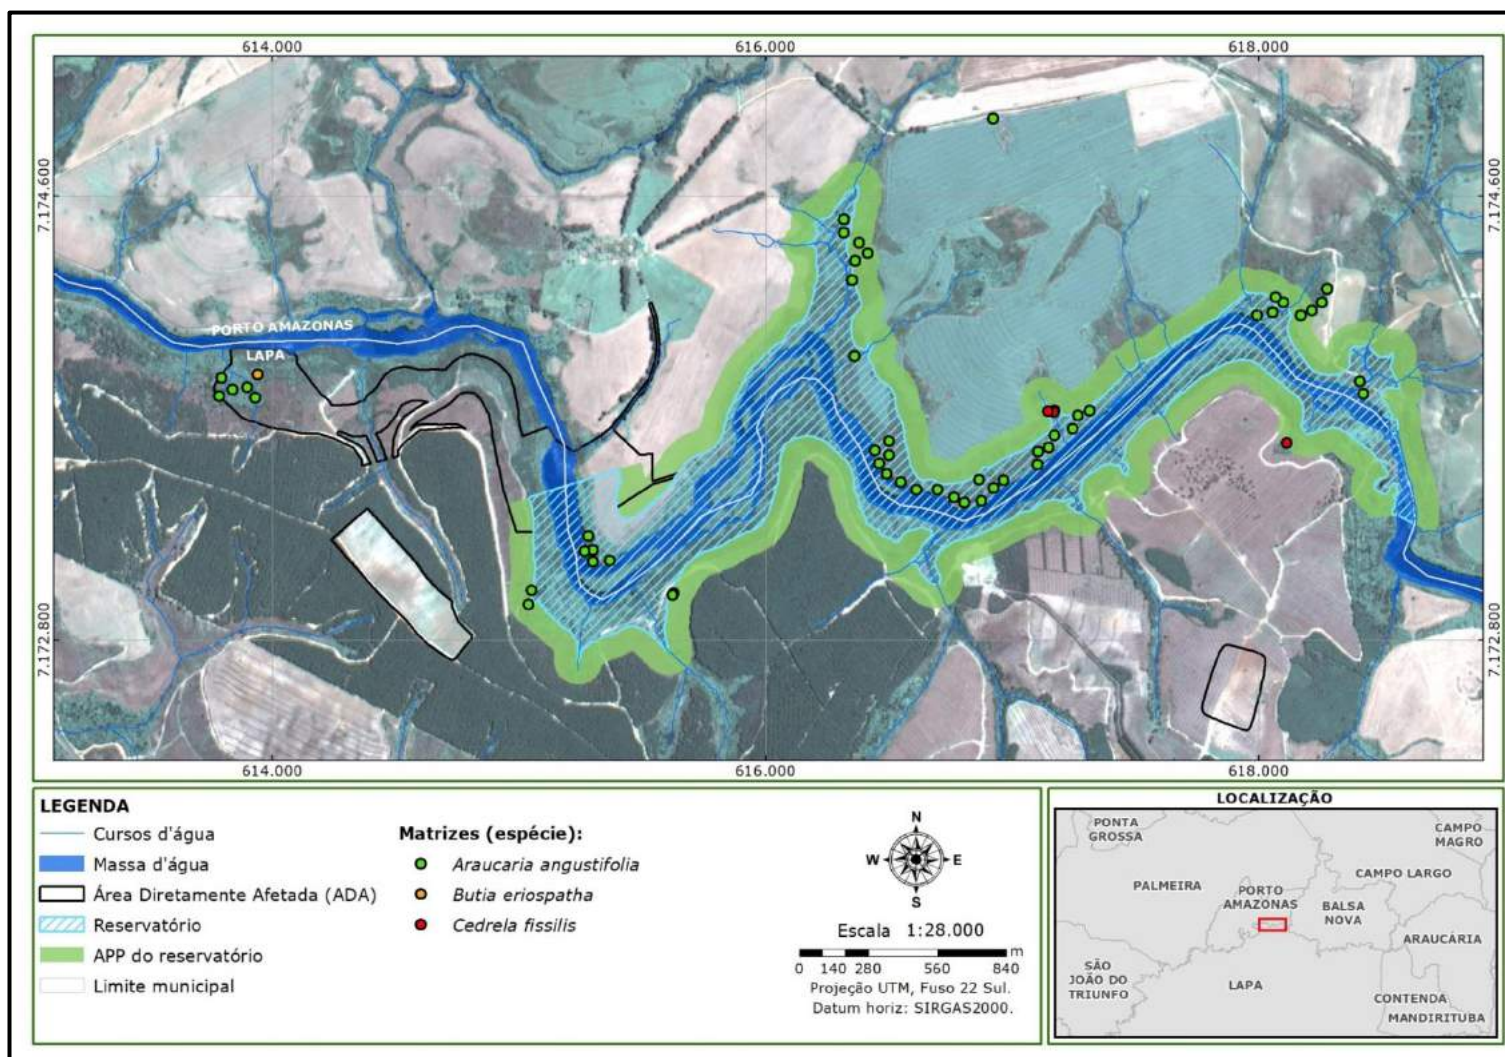 614.000 616.000 618.000
7.174.600 7.174.600
PORTO AMAZONAS
LAPA
7.172.800 7.172.800
614.000 616.000 618.000
LEGENDA
Cursos d'água
Massa d'água
Área Diretamente Afetada (ADA)
Reservatório
APP do reservatório
Limite municipal
Matrizes (espécie):
Araucaria angustifolia
Butia eriospatha
Cedrela fissilis
N
W E
S
Escala 1:28.000
m
0 140 280 560 840
Projeção UTM, Fuso 22 Sul.
Datum horiz: SIRGAS2000.
LOCALIZAÇÃO
PONTA
GROSSA
CAMPO
MAGRO
CAMPO LARGO
PALMEIRA
PORTO
AMAZONAS
BALSA
NOVA
ARAUCÁRIA
SÃO
JOÃO DO
TRIUNFO
LAPA
CONTENDA
MANDIRITUBA